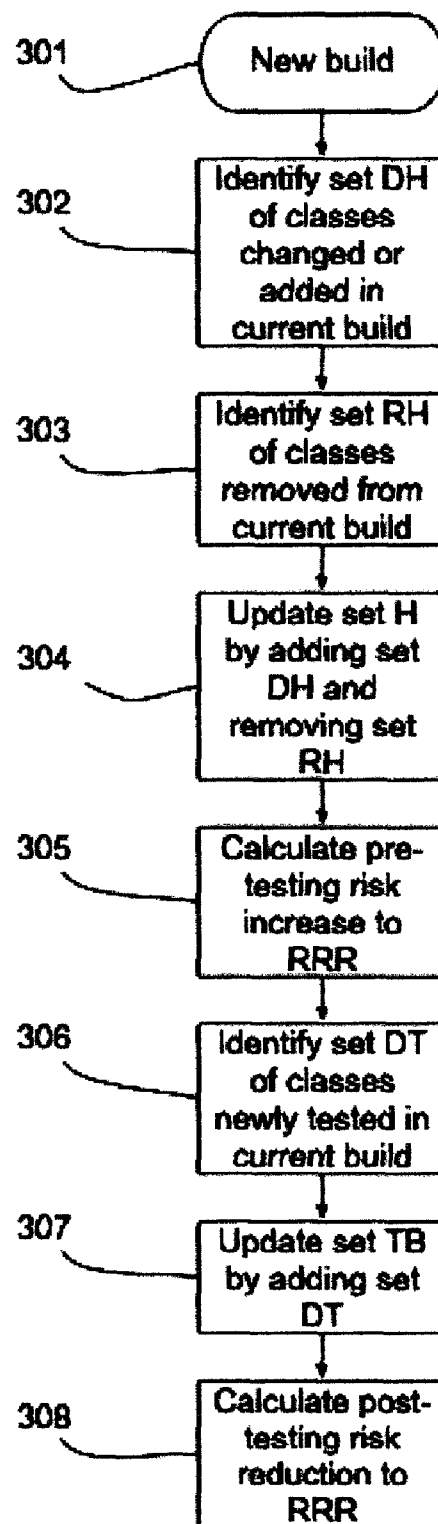 301
New build
302
Identify set DH
of classes
changed or
added in
current build
303
Identify set RH
of classes
removed from
current build
304
Update set H
by adding set
DH and
removing set
RH
305
Calculate pre-
testing risk
increase to
RRR
306
Identify set DT
of classes
newly tested in
current build
307
Update set TB
by adding set
DT
308
Calculate post-
testing risk
reduction to
RRR